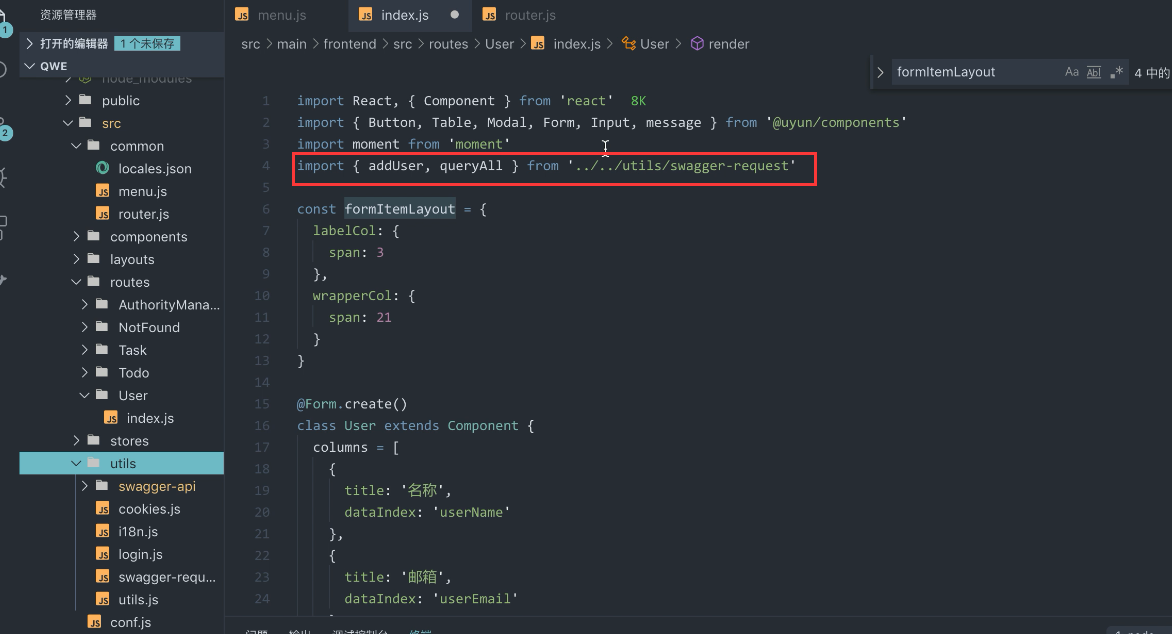 资源管理器
menu.js
index.js
router.js
1
打开的编辑器 1 个未保存
src > main > frontend > src > routes > User > index.js > User > render
QWE
node_modules
formItemLayout Aa Abl .* 4 中的
public
src
common
locales.json
menu.js
router.js
components
layouts
routes
AuthorityMana...
NotFound
Task
Todo
User
index.js
stores
utils
swagger-api
cookies.js
i18n.js
login.js
swagger-requ...
utils.js
conf.js
2
1 import React, { Component } from 'react' 8K
2 import { Button, Table, Modal, Form, Input, message } from '@uyun/components'
3 import moment from 'moment'
4 import { addUser, queryAll } from '../../utils/swagger-request'
5
6 const formItemLayout = {
7 labelCol: {
8 span: 3
9 },
10 wrapperCol: {
11 span: 21
12 }
13 }
14
15 @Form.create()
16 class User extends Component {
17 columns = [
18 {
19 title: '名称',
20 dataIndex: 'userName'
21 },
22 {
23 title: '邮箱',
24 dataIndex: 'userEmail'